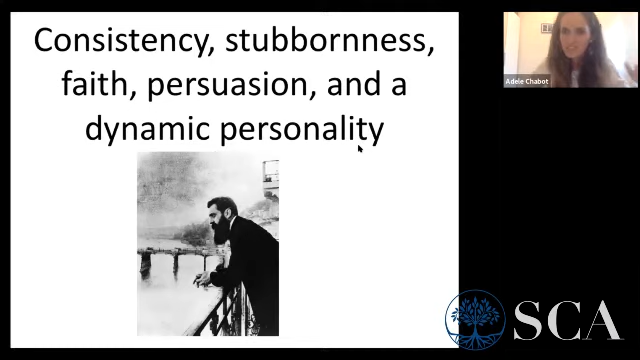 Consistency, stubbornness,
faith, persuasion, and a
dynamic personality
Adele Chabot
SCA